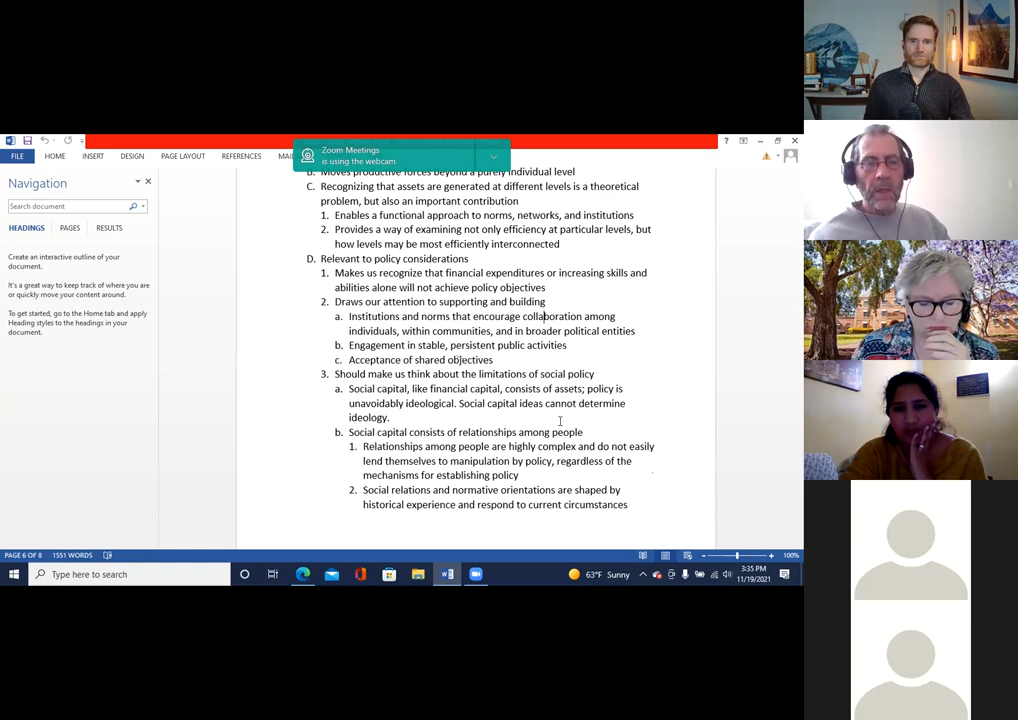 Zoom Meetings
is using the webcam
FILE HOME INSERT DESIGN PAGE LAYOUT REFERENCES MAI
Navigation
Search document
HEADINGS PAGES RESULTS
Create an interactive outline of your
document.
It's a great way to keep track of where you are
or quickly move your content around.
To get started, go to the Home tab and apply
Heading styles to the headings in your
document.
B. Moves productive forces beyond a purely individual level
C. Recognizing that assets are generated at different levels is a theoretical
problem, but also an important contribution
1. Enables a functional approach to norms, networks, and institutions
2. Provides a way of examining not only efficiency at particular levels, but
how levels may be most efficiently interconnected
D. Relevant to policy considerations
1. Makes us recognize that financial expenditures or increasing skills and
abilities alone will not achieve policy objectives
2. Draws our attention to supporting and building
a. Institutions and norms that encourage collaboration among
individuals, within communities, and in broader political entities
b. Engagement in stable, persistent public activities
c. Acceptance of shared objectives
3. Should make us think about the limitations of social policy
a. Social capital, like financial capital, consists of assets; policy is
unavoidably ideological. Social capital ideas cannot determine
ideology.
b. Social capital consists of relationships among people
1. Relationships among people are highly complex and do not easily
lend themselves to manipulation by policy, regardless of the
mechanisms for establishing policy
2. Social relations and normative orientations are shaped by
historical experience and respond to current circumstances
PAGE 6 OF 8 1551 WORDS 100%
Type here to search
63°F Sunny
3:35 PM
11/19/2021